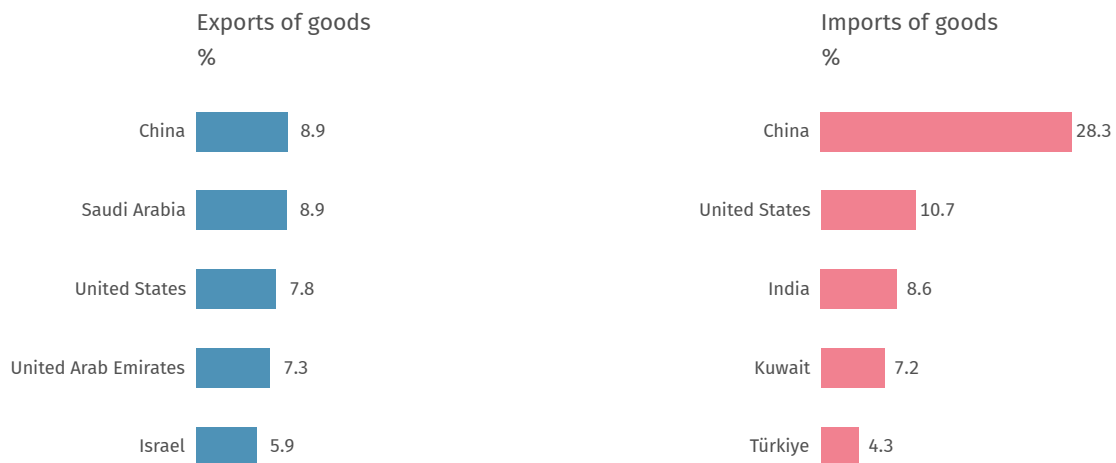 Exports of goods
%
China 8.9
Saudi Arabia 8.9
United States 7.8
United Arab Emirates 7.3
Israel 5.9
Imports of goods
%
China 28.3
United States 10.7
India 8.6
Kuwait 7.2
Türkiye 4.3